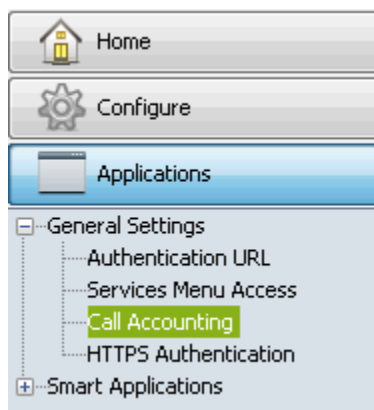 Home
Configure
Applications
General Settings
Authentication URL
Services Menu Access
Call Accounting
HTTPS Authentication
Smart Applications